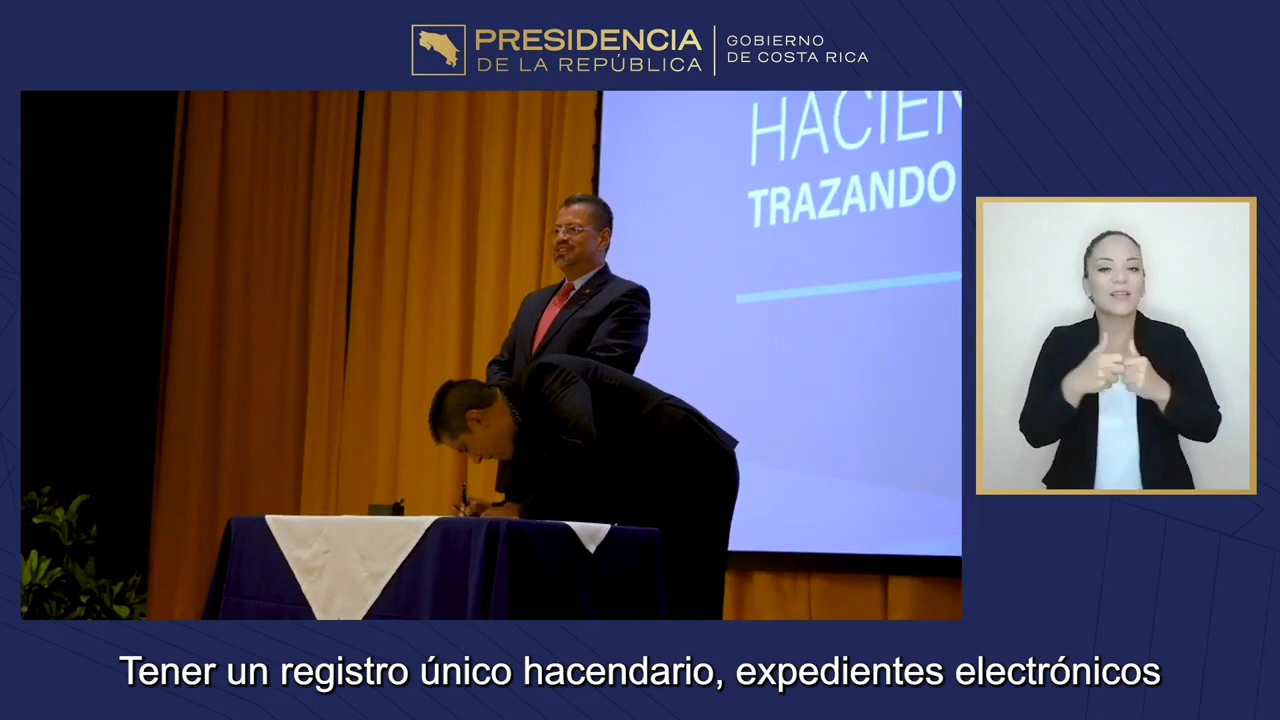 PRESIDENCIA
DE LA REPÚBLICA
GOBIERNO
DE COSTA RICA
HACIEN
TRAZANDO
Tener un registro único hacendario, expedientes electrónicos